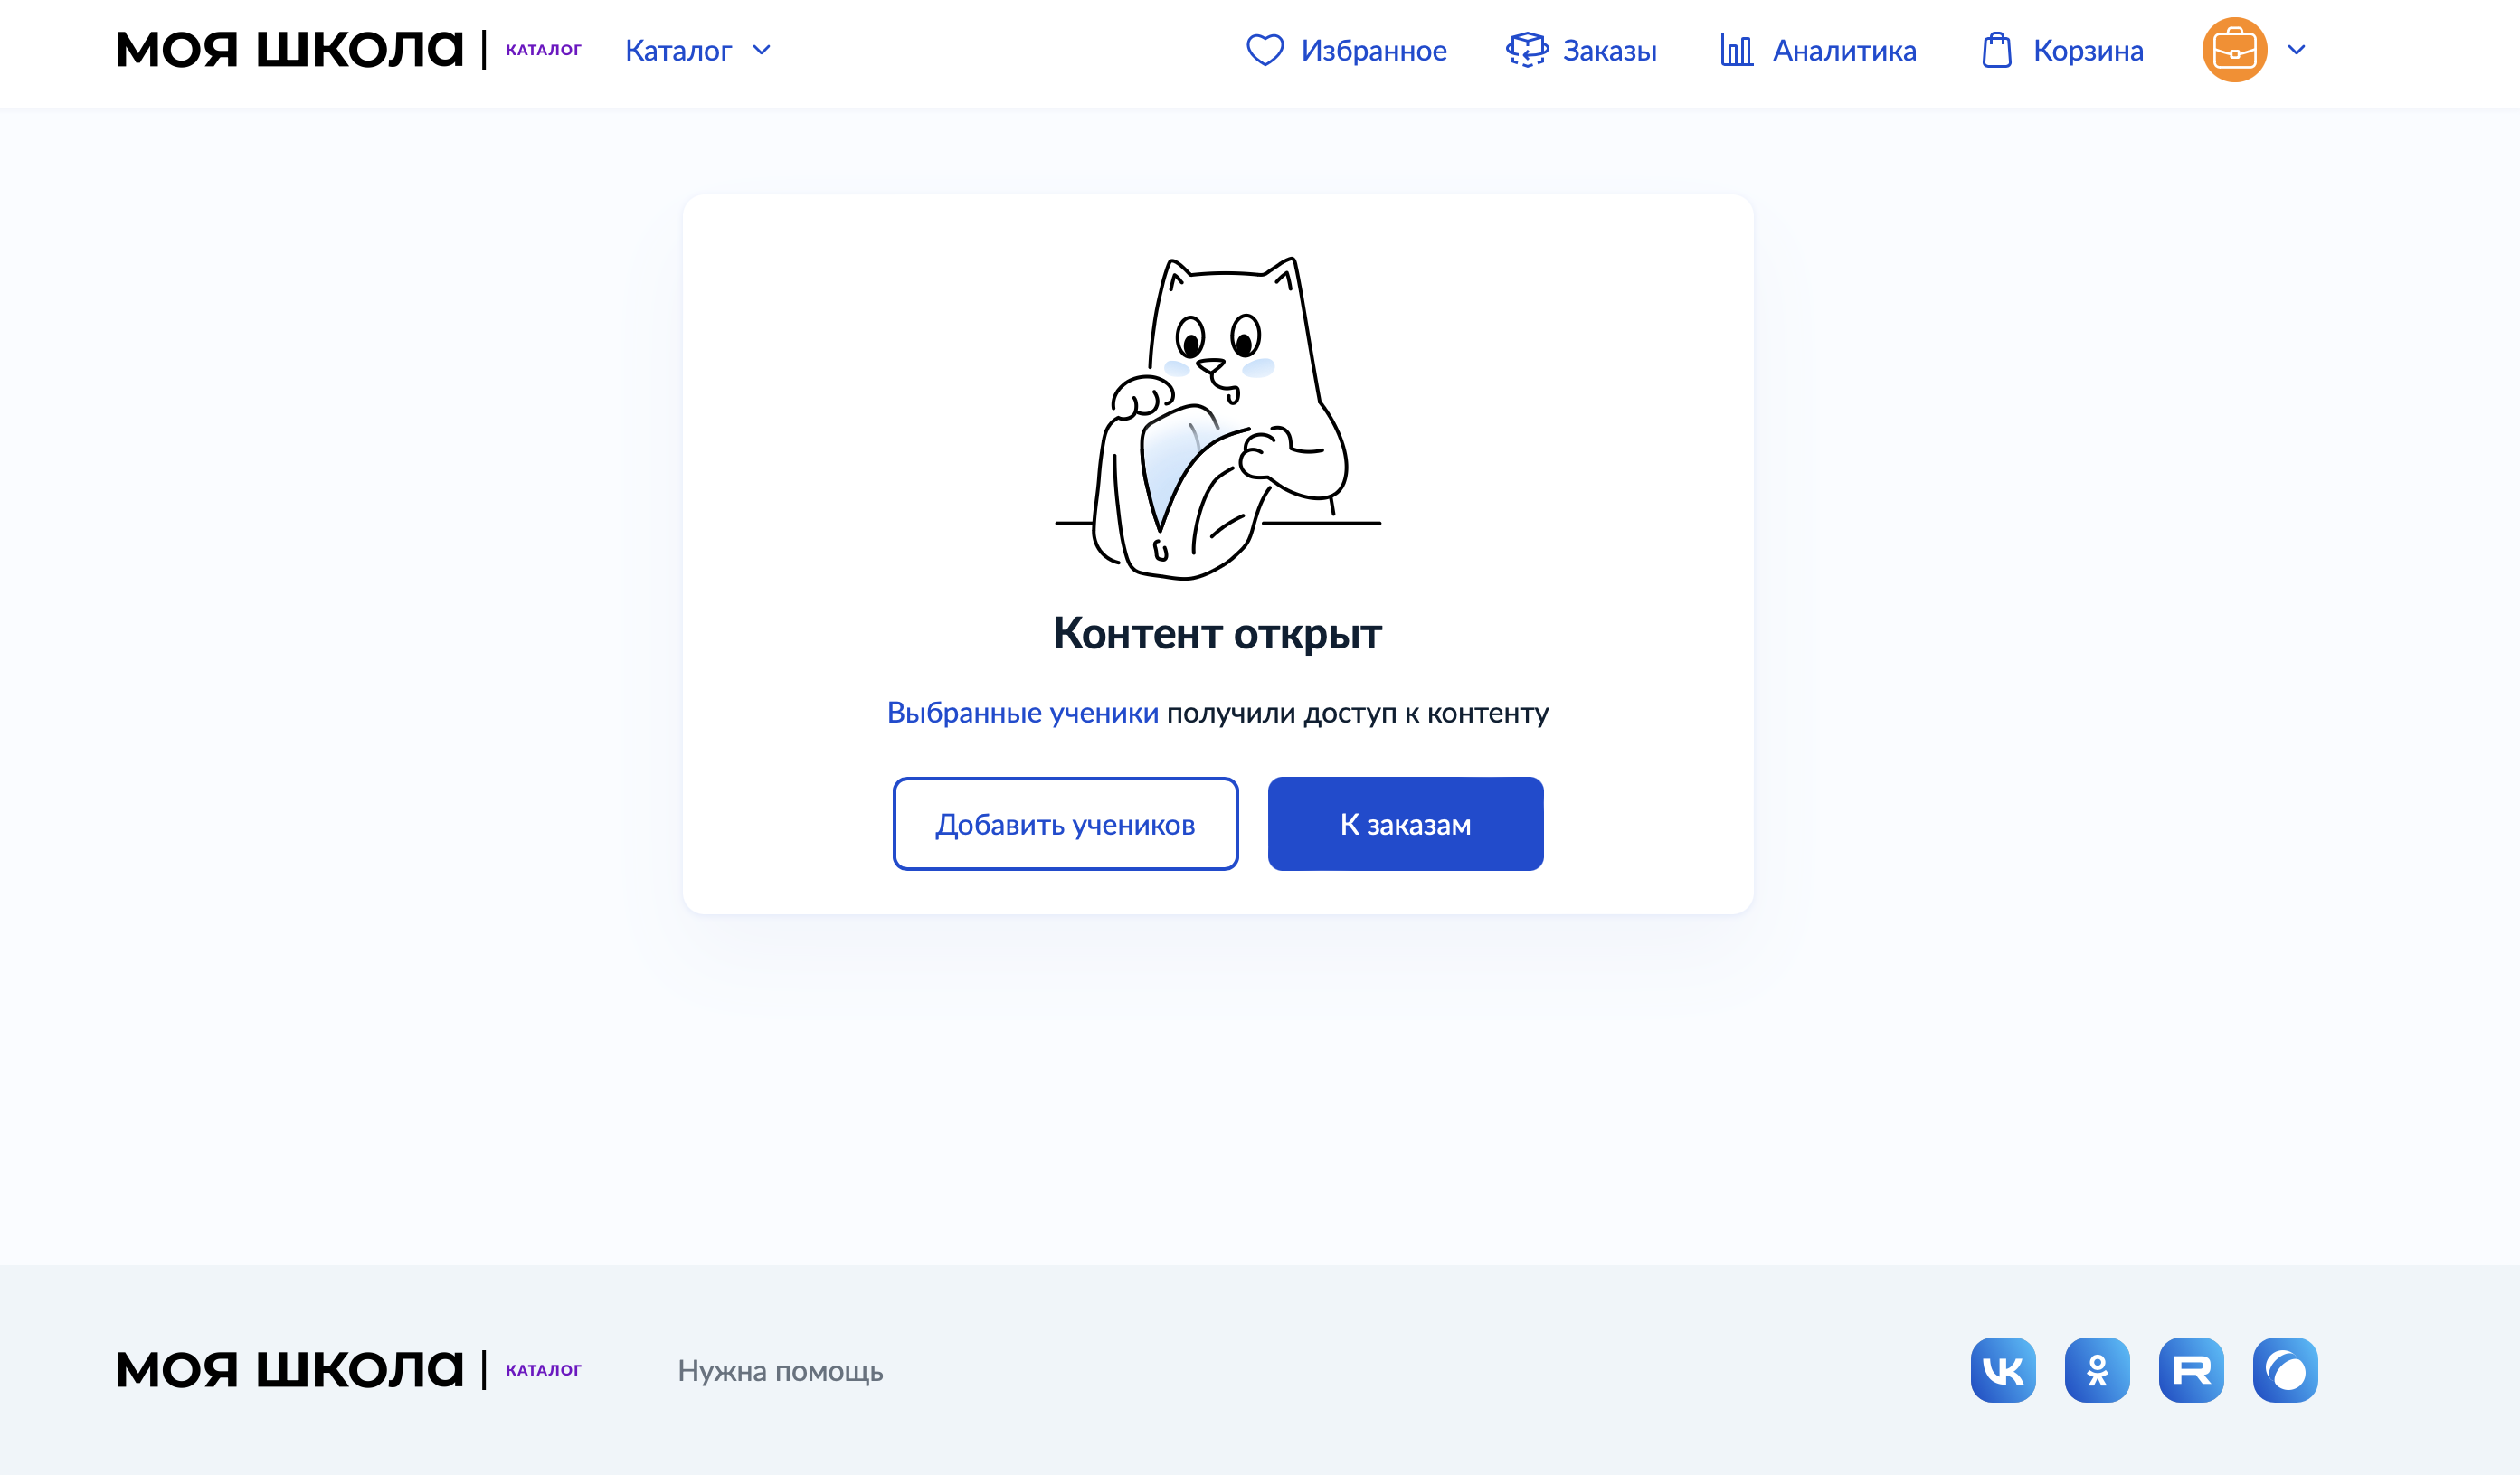 моя школа | КАТАЛОГ
Каталог
Избранное
Заказы
Аналитика
Корзина
Контент открыт
Выбранные ученики получили доступ к контенту
Добавить учеников
К заказам
моя школа | КАТАЛОГ
Нужна помощь